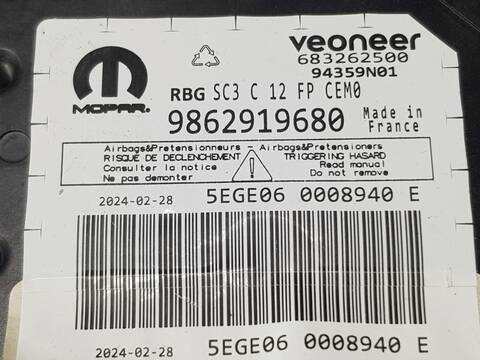 veoneer
683262500
94359N01
MOPAR.
RBG SC3 C 12 FP CEM0
9862919680 Made in France
Airbags&Pretensionneurs - Airbags&Pretensioners
RISQUE DE DECLENCHEMENT TRIGGERING HASARD
Consulter la notice Read manual
Ne pas demonter Do not remove
2024-02-28 5EGE06 0008940 E
2024-02-28 5EGE06 0008940 E